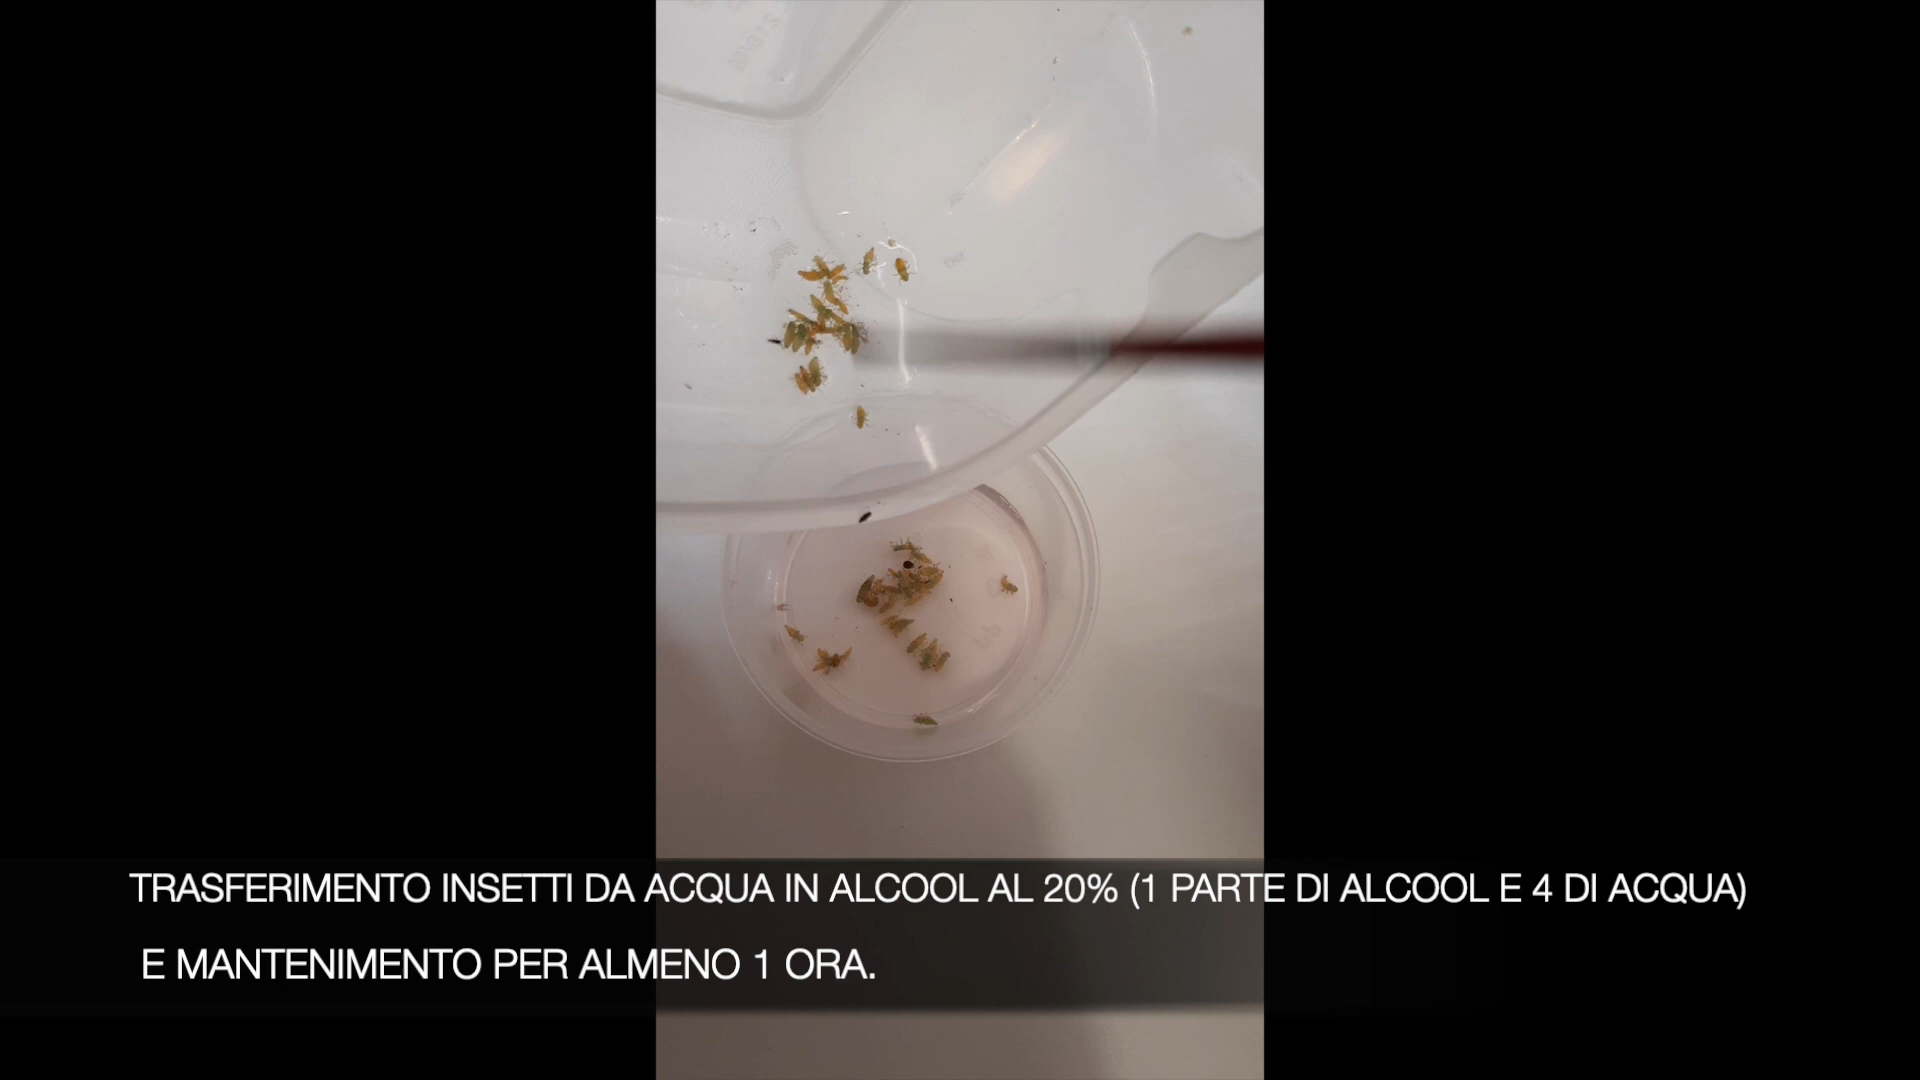 TRASFERIMENTO INSETTI DA ACQUA IN ALCOOL AL 20% (1 PARTE DI ALCOOL E 4 DI ACQUA)
E MANTENIMENTO PER ALMENO 1 ORA.